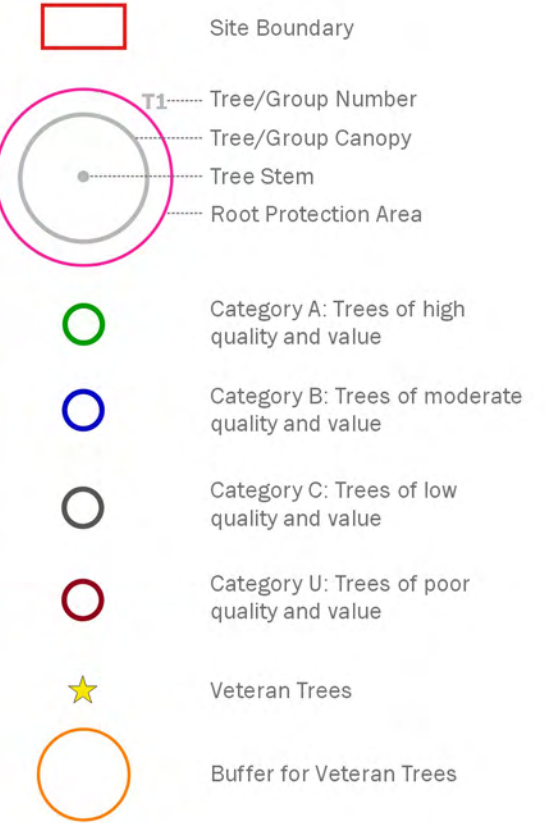 Site Boundary
T1
Tree/Group Number
Tree/Group Canopy
Tree Stem
Root Protection Area
Category A: Trees of high
quality and value
Category B: Trees of moderate
quality and value
Category C: Trees of low
quality and value
Category U: Trees of poor
quality and value
Veteran Trees
Buffer for Veteran Trees